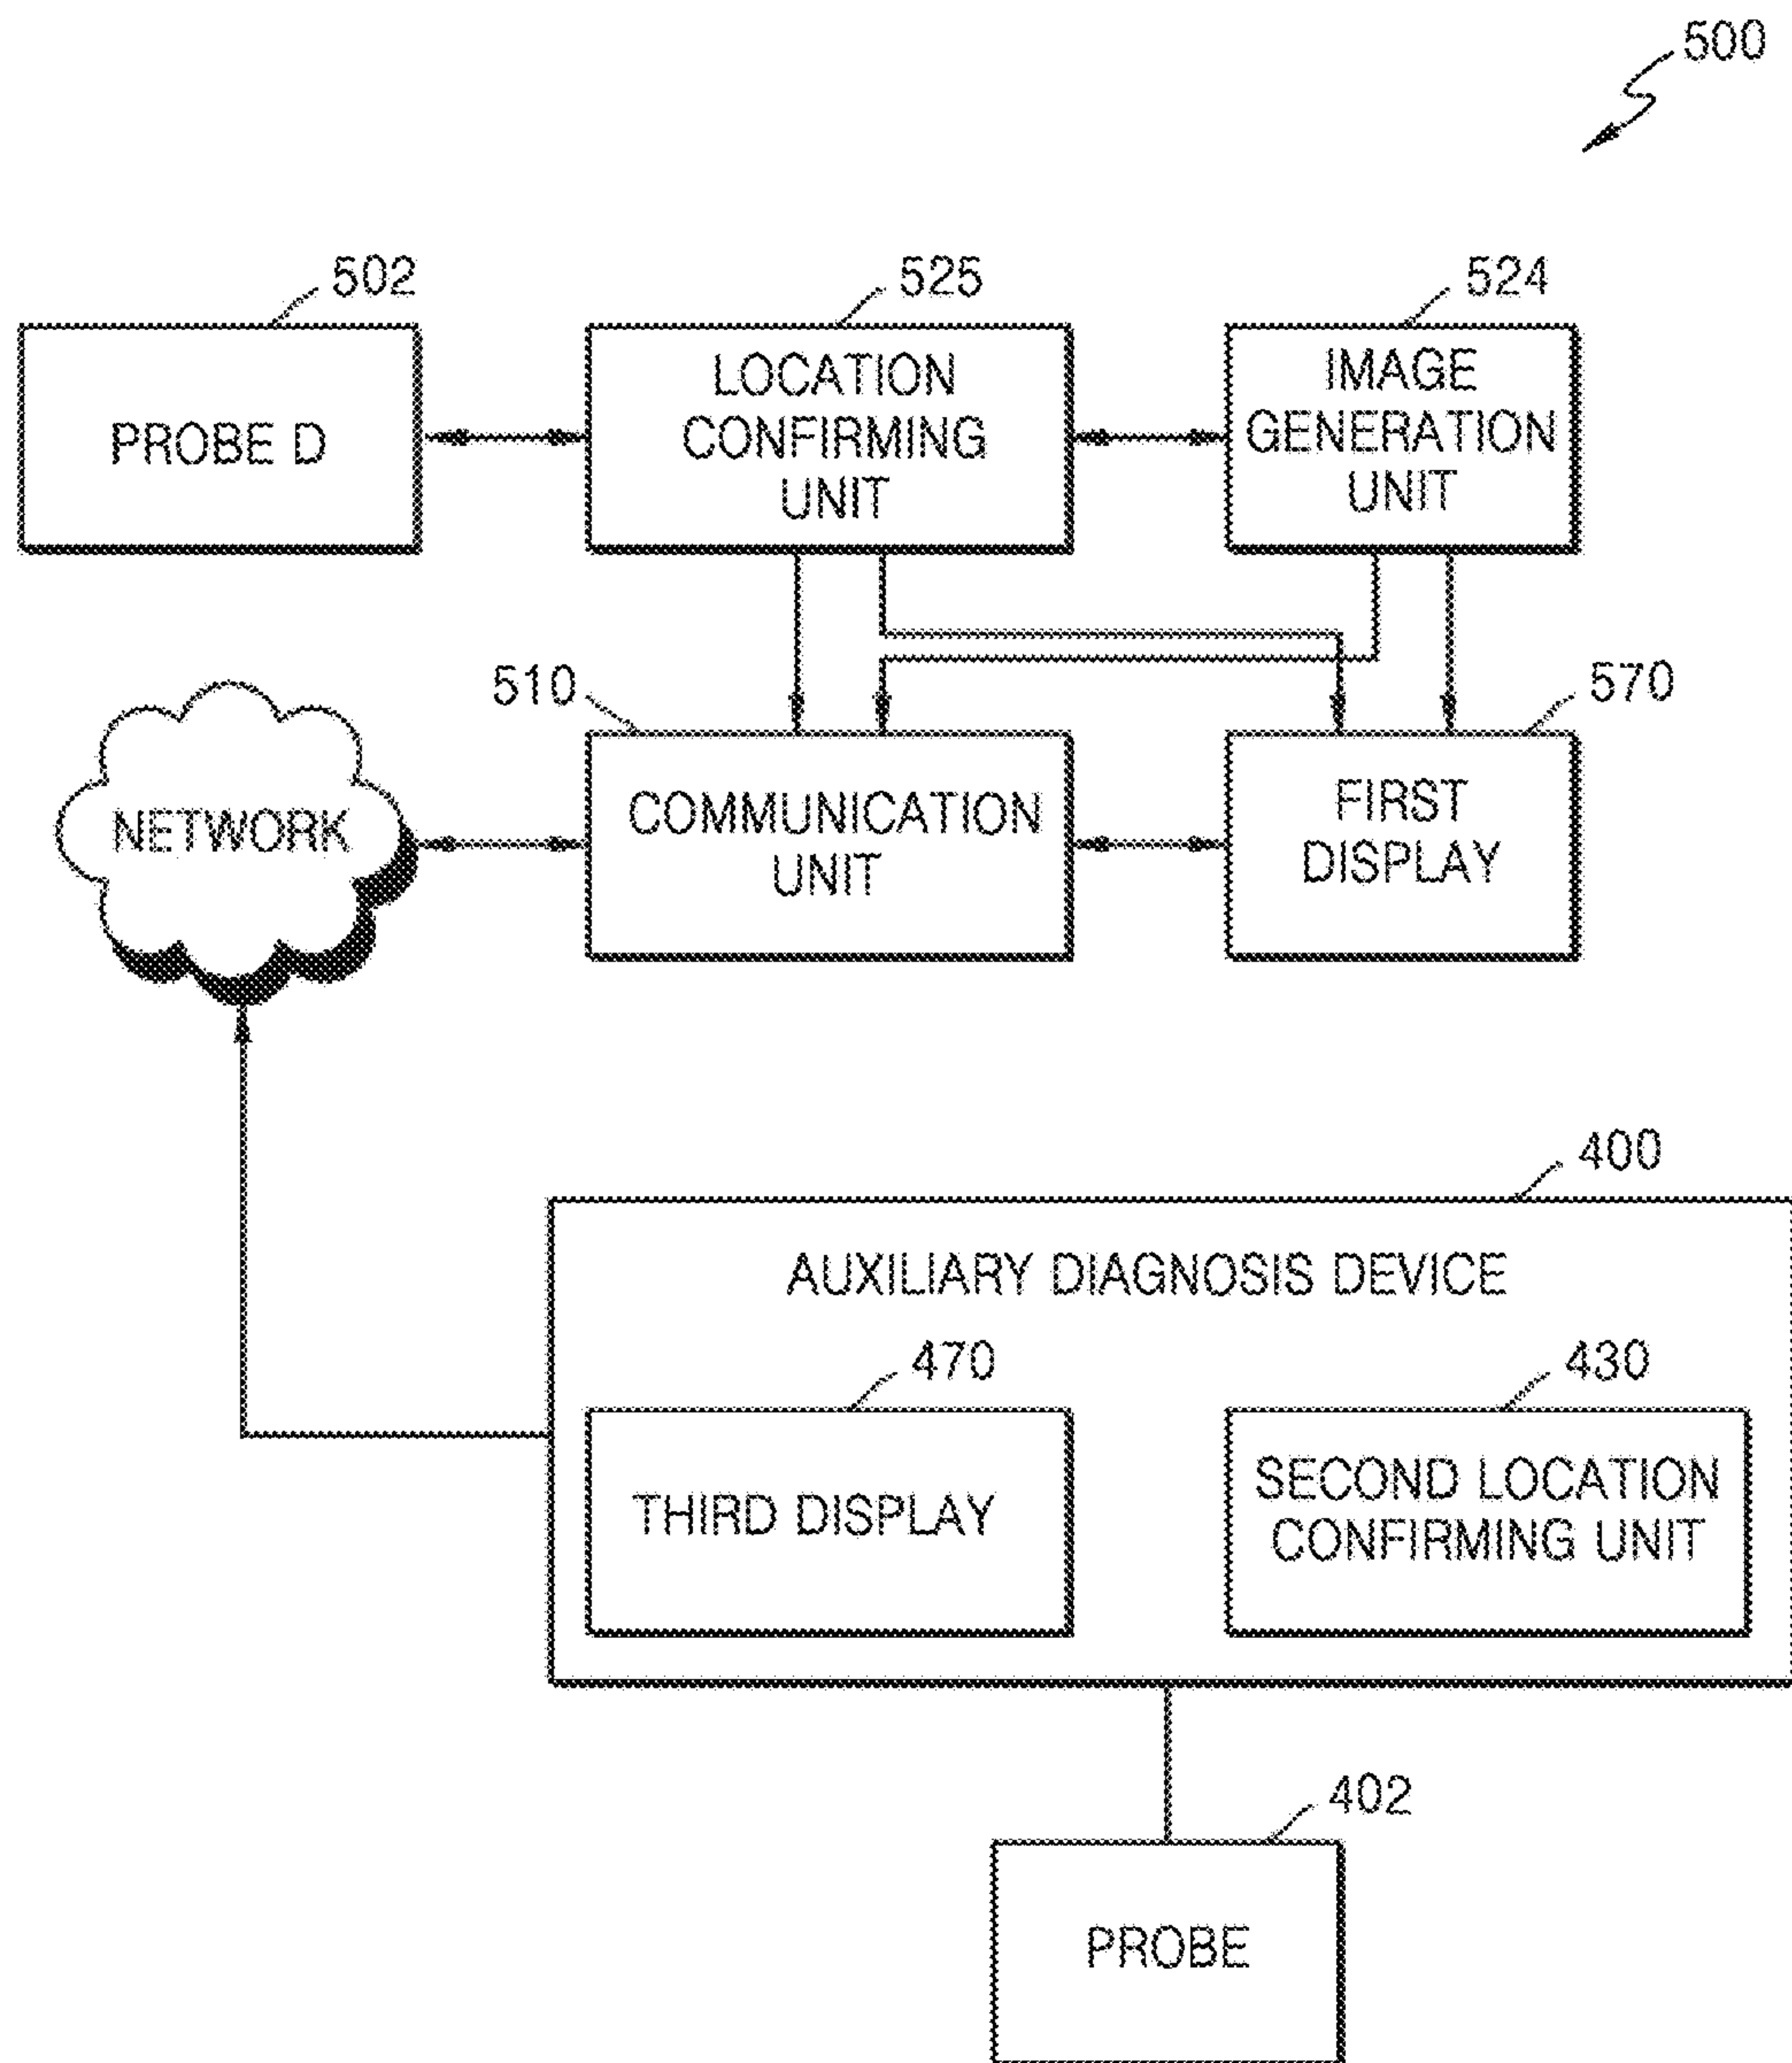 500
502
525
524
PROBE D
LOCATION
CONFIRMING
UNIT
IMAGE
GENERATION
UNIT
510
570
NETWORK
COMMUNICATION
UNIT
FIRST
DISPLAY
400
AUXILIARY DIAGNOSIS DEVICE
470
430
THIRD DISPLAY
SECOND LOCATION
CONFIRMING UNIT
402
PROBE